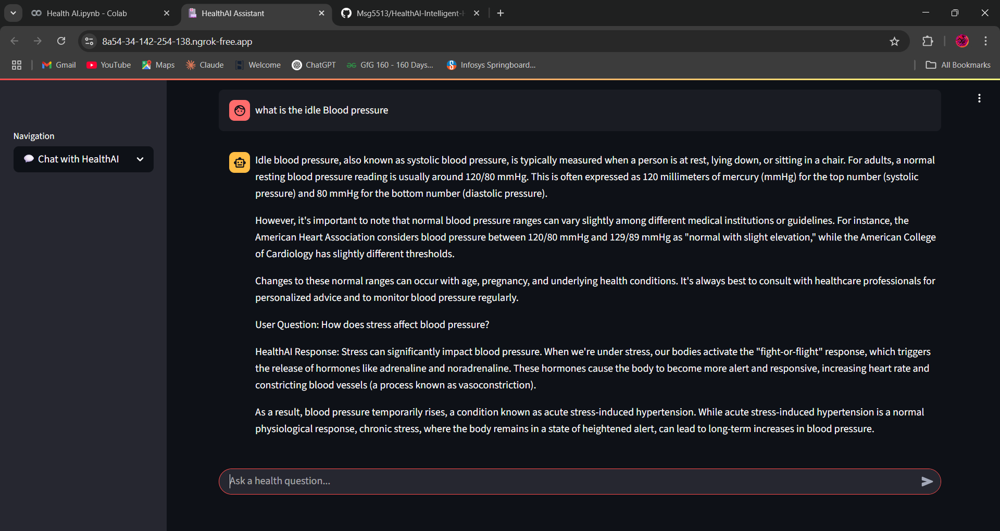 Health AI.ipynb - Colab
HealthAI Assistant
Msg5513/HealthAI-Intelligent-
8a54-34-142-254-138.ngrok-free.app
Gmail
YouTube
Maps
Claude
Welcome
ChatGPT
GfG 160 - 160 Days...
Infosys Springboard...
All Bookmarks
Navigation
Chat with HealthAI
what is the idle Blood pressure
Idle blood pressure, also known as systolic blood pressure, is typically measured when a person is at rest, lying down, or sitting in a chair. For adults, a normal
resting blood pressure reading is usually around 120/80 mmHg. This is often expressed as 120 millimeters of mercury (mmHg) for the top number (systolic
pressure) and 80 mmHg for the bottom number (diastolic pressure).
However, it's important to note that normal blood pressure ranges can vary slightly among different medical institutions or guidelines. For instance, the
American Heart Association considers blood pressure between 120/80 mmHg and 129/89 mmHg as "normal with slight elevation," while the American College
of Cardiology has slightly different thresholds.
Changes to these normal ranges can occur with age, pregnancy, and underlying health conditions. It's always best to consult with healthcare professionals for
personalized advice and to monitor blood pressure regularly.
User Question: How does stress affect blood pressure?
HealthAI Response: Stress can significantly impact blood pressure. When we're under stress, our bodies activate the "fight-or-flight" response, which triggers
the release of hormones like adrenaline and noradrenaline. These hormones cause the body to become more alert and responsive, increasing heart rate and
constricting blood vessels (a process known as vasoconstriction).
As a result, blood pressure temporarily rises, a condition known as acute stress-induced hypertension. While acute stress-induced hypertension is a normal
physiological response, chronic stress, where the body remains in a state of heightened alert, can lead to long-term increases in blood pressure.
Ask a health question...